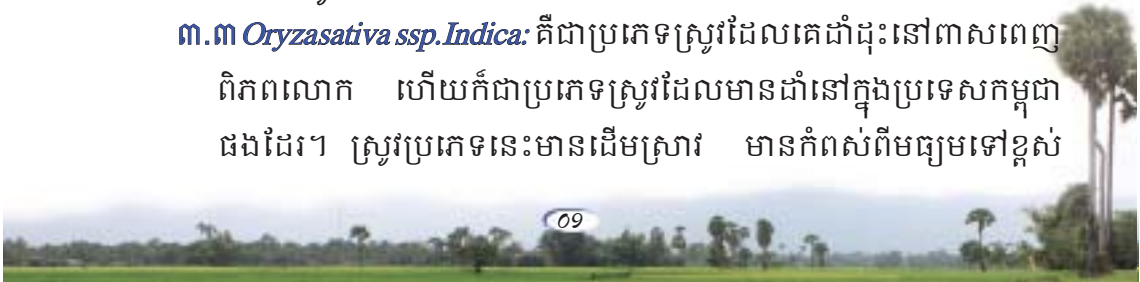 ៣.៣ Oryzasativa ssp.Indica: គឺជាប្រភេទស្រូវដែលគេដាំដុះនៅពាសពេញ
ពិភពលោក ហើយក៏ជាប្រភេទស្រូវដែលមានដាំនៅក្នុងប្រទេសកម្ពុជា
ផងដែរ។ ស្រូវប្រភេទនេះមានដើមស្រាវ មានកំពស់ពីមធ្យមទៅខ្ពស់
09